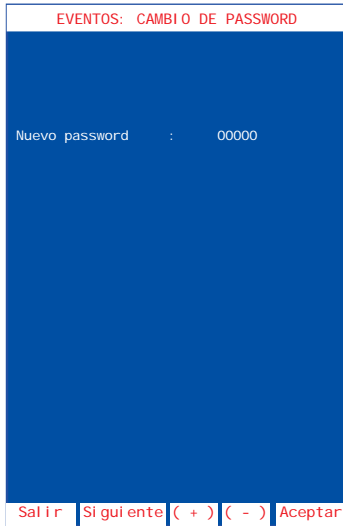 EVENTOS: CAMBIO DE PASSWORD
Nuevo password : 00000
Salir Siguiente ( + ) ( - ) Aceptar